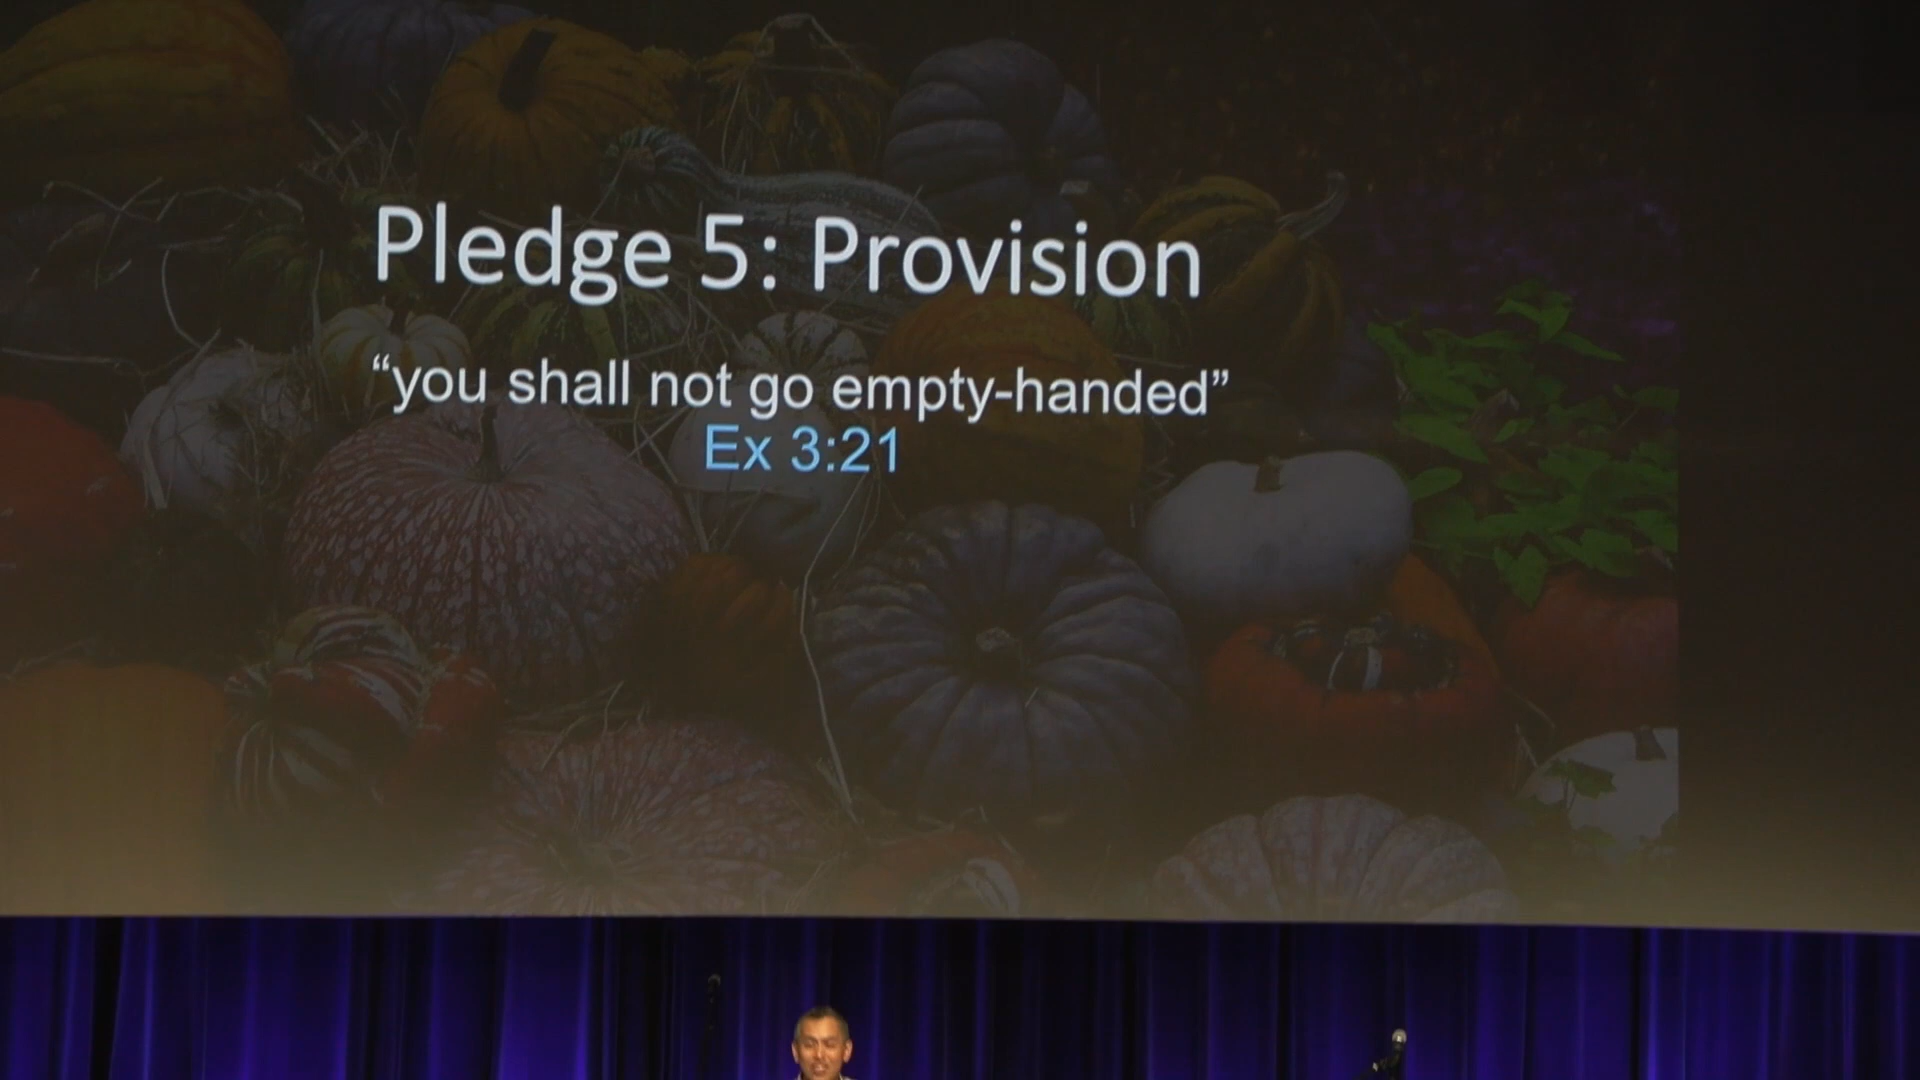 Pledge 5: Provision
“you shall not go empty-handed”
Ex 3:21